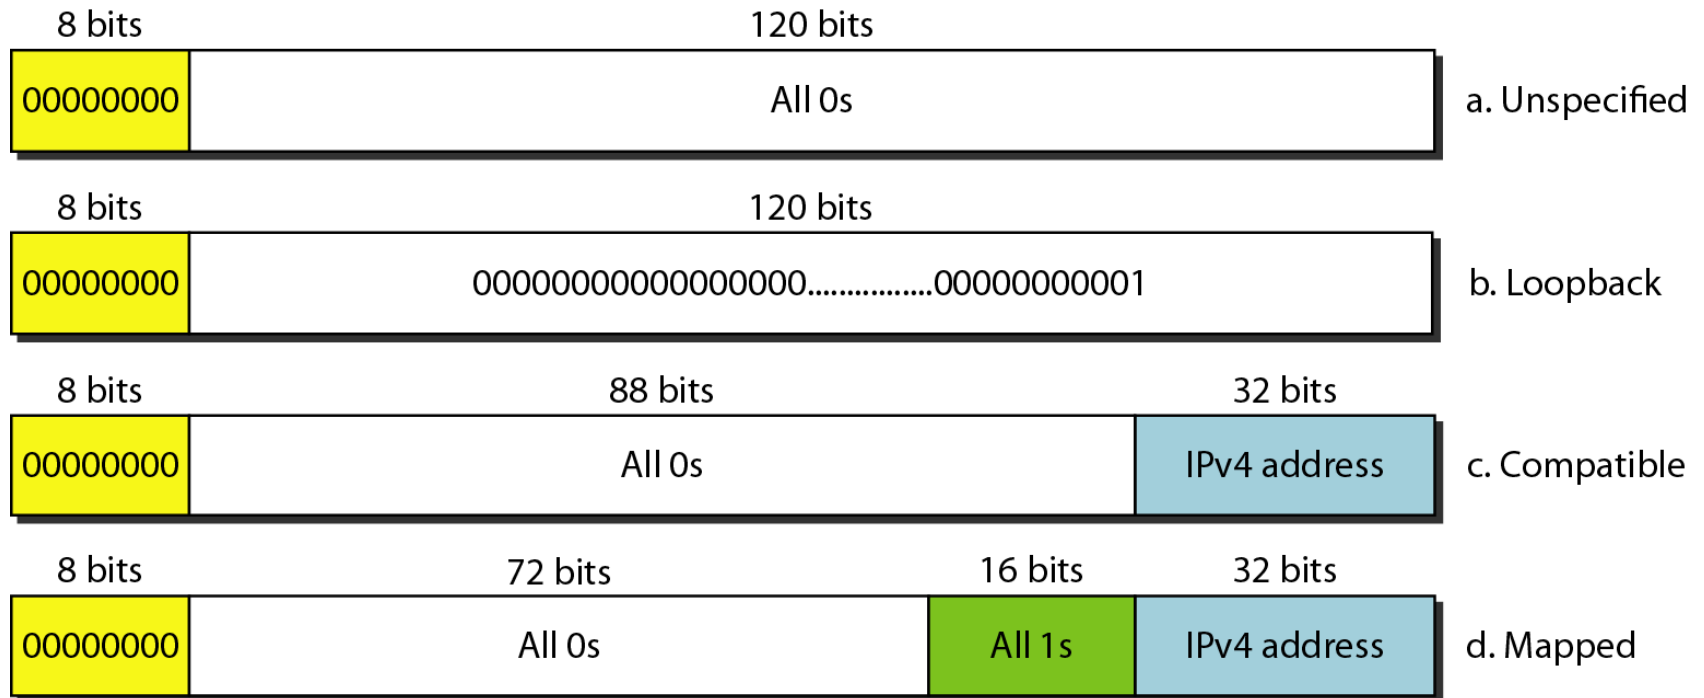 8 bits 120 bits
00000000 All 0s a. Unspecified
8 bits 120 bits
00000000 00000000000000000................00000000001 b. Loopback
8 bits 88 bits 32 bits
00000000 All 0s IPv4 address c. Compatible
8 bits 72 bits 16 bits 32 bits
00000000 All 0s All 1s IPv4 address d. Mapped